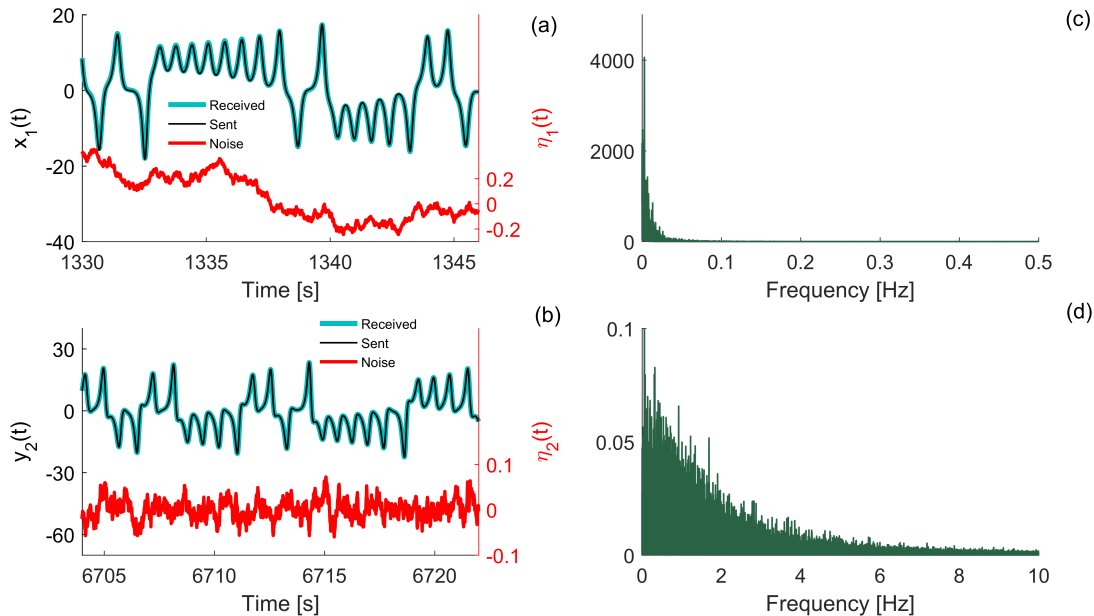 (a)
20
0
-20
-40
x1(t)
Received
Sent
Noise
0.2
0
-0.2
η1(t)
1330
1335
1340
1345
Time [s]
(c)
4000
2000
0
0
0.1
0.2
0.3
0.4
0.5
Frequency [Hz]
(b)
30
0
-30
-60
y2(t)
Received
Sent
Noise
0.1
0
-0.1
η2(t)
6705
6710
6715
6720
Time [s]
(d)
0.1
0.05
0
0
2
4
6
8
10
Frequency [Hz]